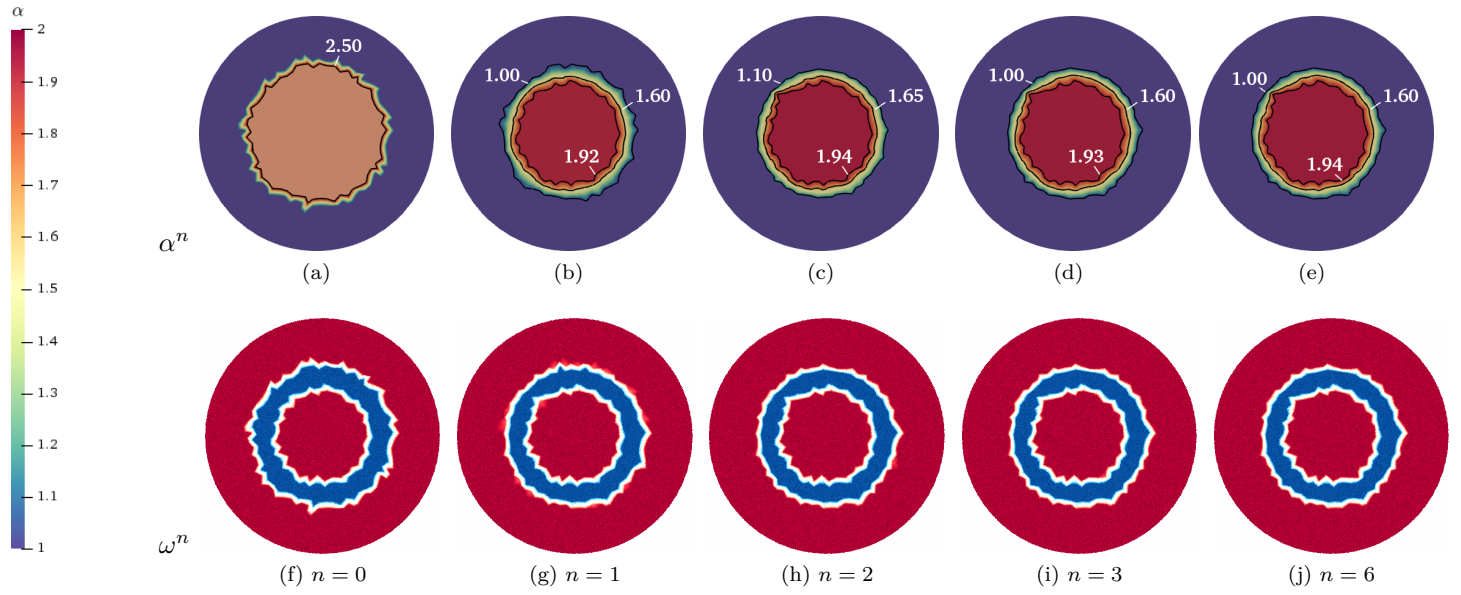 α
2
1.9
1.8
1.7
1.6
1.5
1.4
1.3
1.2
1.1
1
αⁿ
2.50
1.00
1.60
1.92
1.10
1.65
1.94
1.00
1.60
1.93
1.00
1.60
1.94
(a)
(b)
(c)
(d)
(e)
ωⁿ
(f) n = 0
(g) n = 1
(h) n = 2
(i) n = 3
(j) n = 6